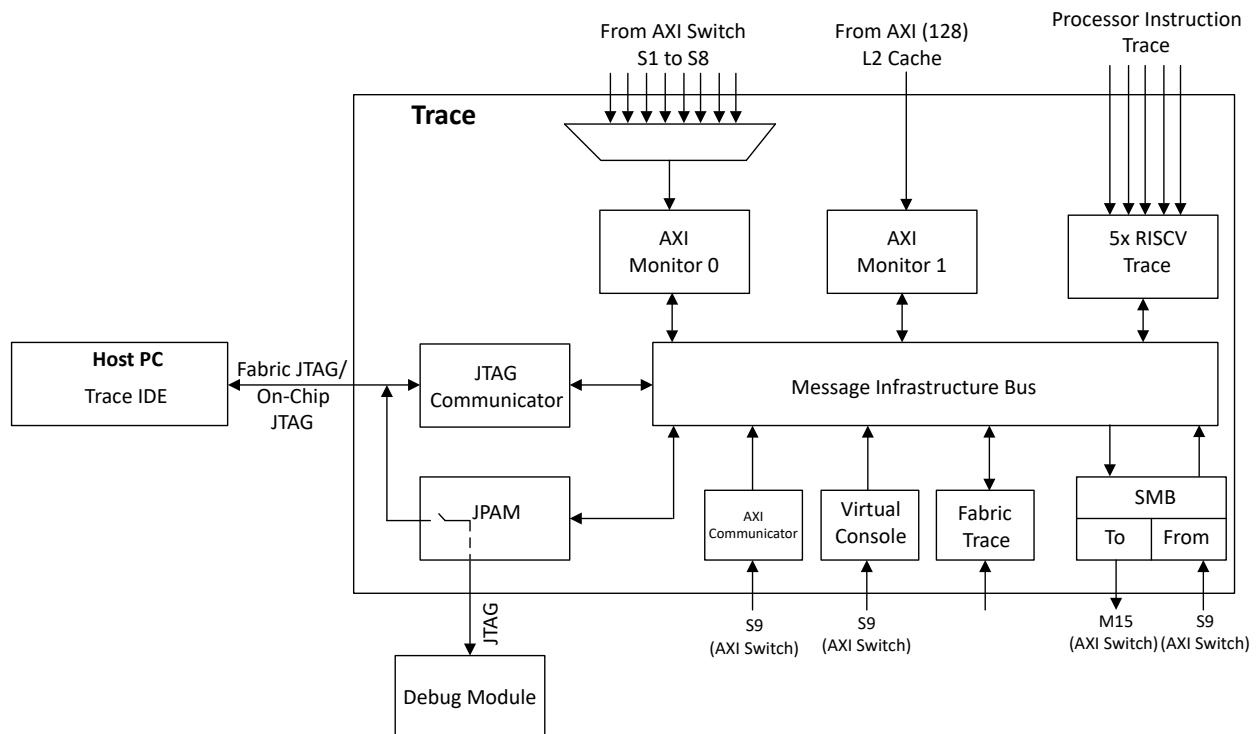 From AXI Switch
S1 to S8
From AXI (128)
L2 Cache
Processor Instruction
Trace
Trace
AXI
Monitor 0
AXI
Monitor 1
5x RISCV
Trace
Host PC
Trace IDE
Fabric JTAG/
On-Chip
JTAG
JTAG
Communicator
Message Infrastructure Bus
JPAM
AXI
Communicator
Virtual
Console
Fabric
Trace
SMB
To
From
JTAG
S9
(AXI Switch)
S9
(AXI Switch)
M15
(AXI Switch)
S9
(AXI Switch)
Debug Module